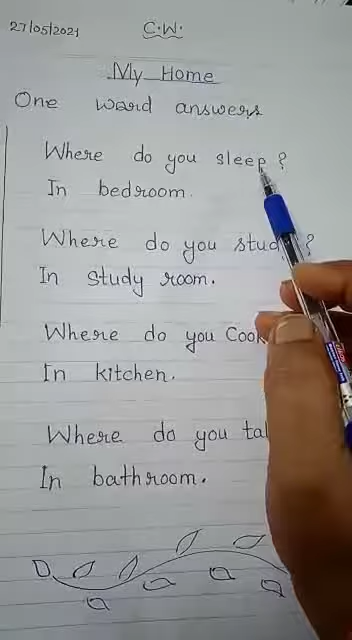 27/05/2021
C.W.
My Home
One word answers
Where do you sleep ?
In bedroom.
Where do you ?
In study room.
Where do you Cook
In kitchen.
Where do you
In bathroom.